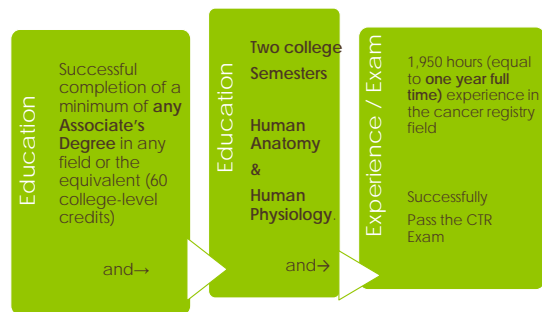 Education
Successful
completion of a
minimum of any
Associate's
Degree in any
field or the
equivalent (60
college-level
credits)
and→
Education
Two college
Semesters
Human
Anatomy
&
Human
Physiology.
and→
Experience / Exam
1,950 hours (equal
to one year full
time) experience in
the cancer registry
field
Successfully
Pass the CTR
Exam